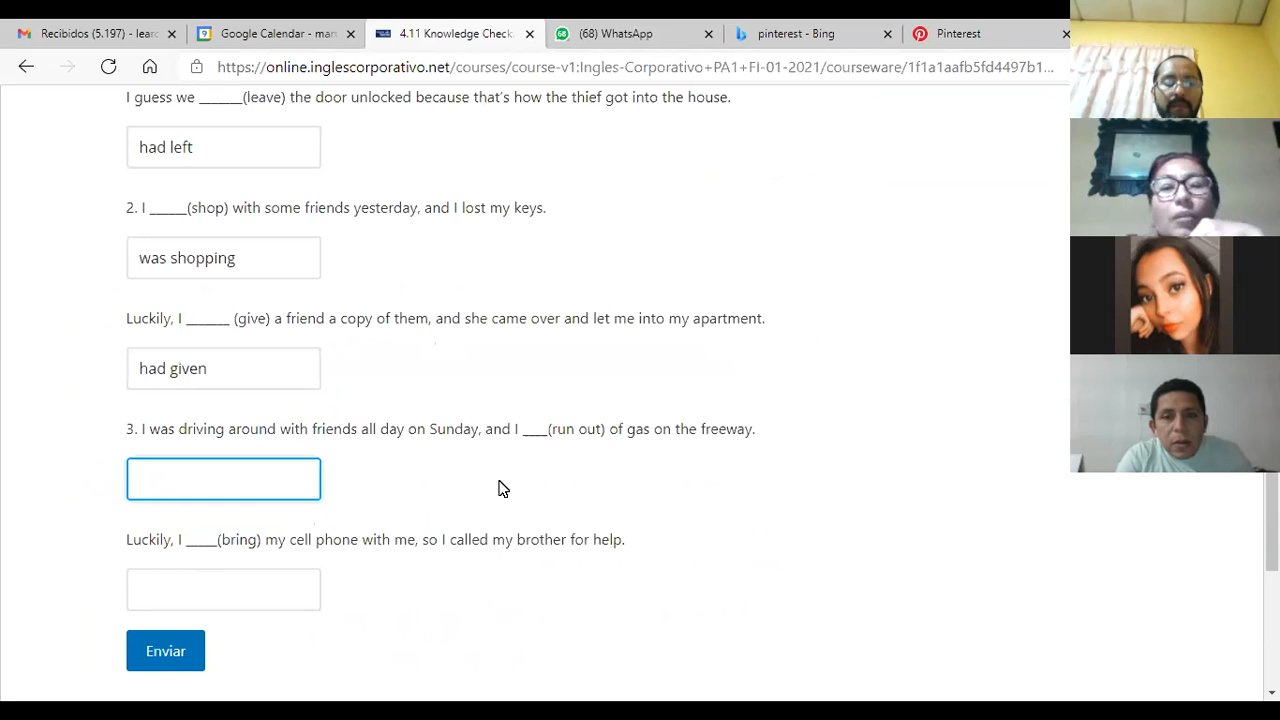 Recibidos (5.197) - learc
Google Calendar - mar
4.11 Knowledge Check
(68) WhatsApp
pinterest - Bing
Pinterest
https://online.inglescorporativo.net/courses/course-v1:Ingles-Corporativo+PA1+FI-01-2021/courseware/1f1a1aafb5fd4497b1...
I guess we _______(leave) the door unlocked because that's how the thief got into the house.
had left
2. I ______(shop) with some friends yesterday, and I lost my keys.
was shopping
Luckily, I _______ (give) a friend a copy of them, and she came over and let me into my apartment.
had given
3. I was driving around with friends all day on Sunday, and I ____(run out) of gas on the freeway.
Luckily, I _____(bring) my cell phone with me, so I called my brother for help.
Enviar